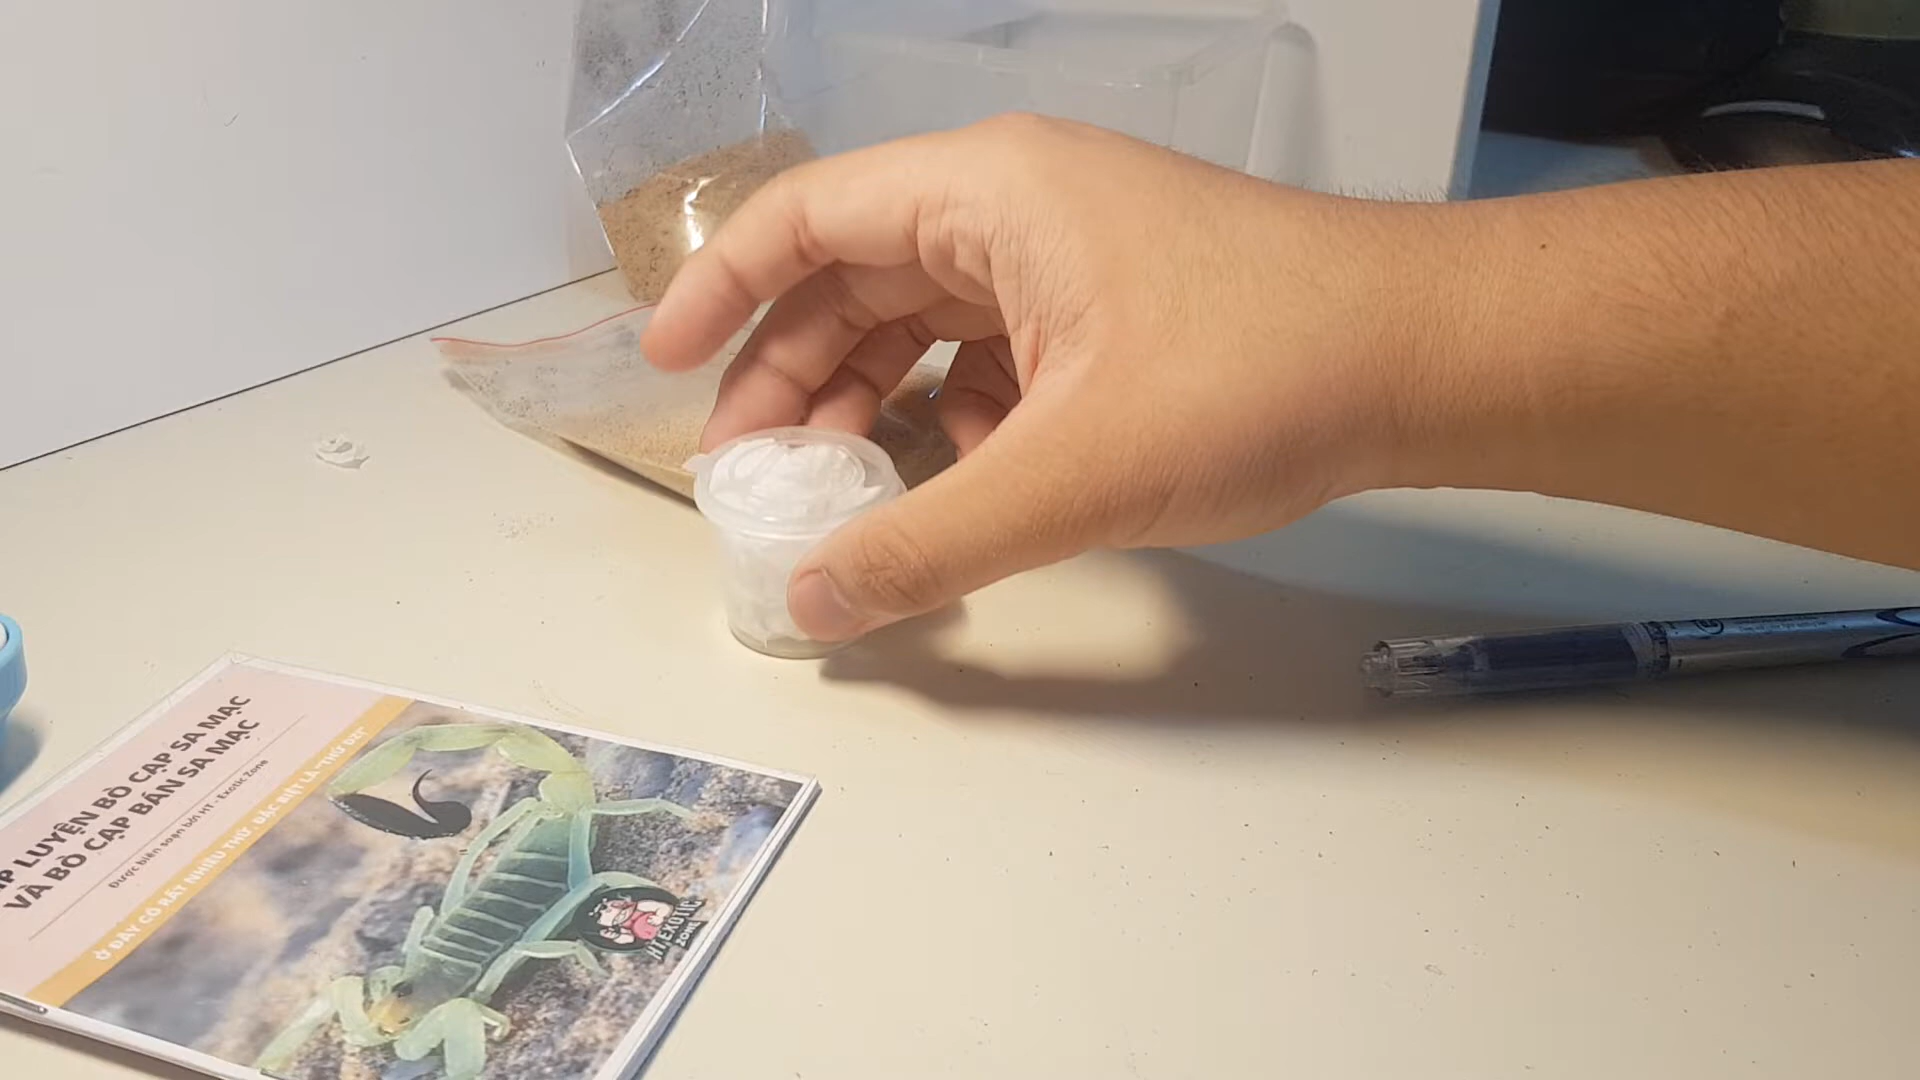 LUYỆN BÒ CẠP SA MẠC
VÀ BÒ CẠP BÁN SA MẠC
Được biên soạn bởi HT - Exotic Zone
Ở ĐÂY CÓ RẤT NHIỀU THỨ, ĐẶC BIỆT LÀ "THỨ DZỊ"
HT EXOTIC
ZONE